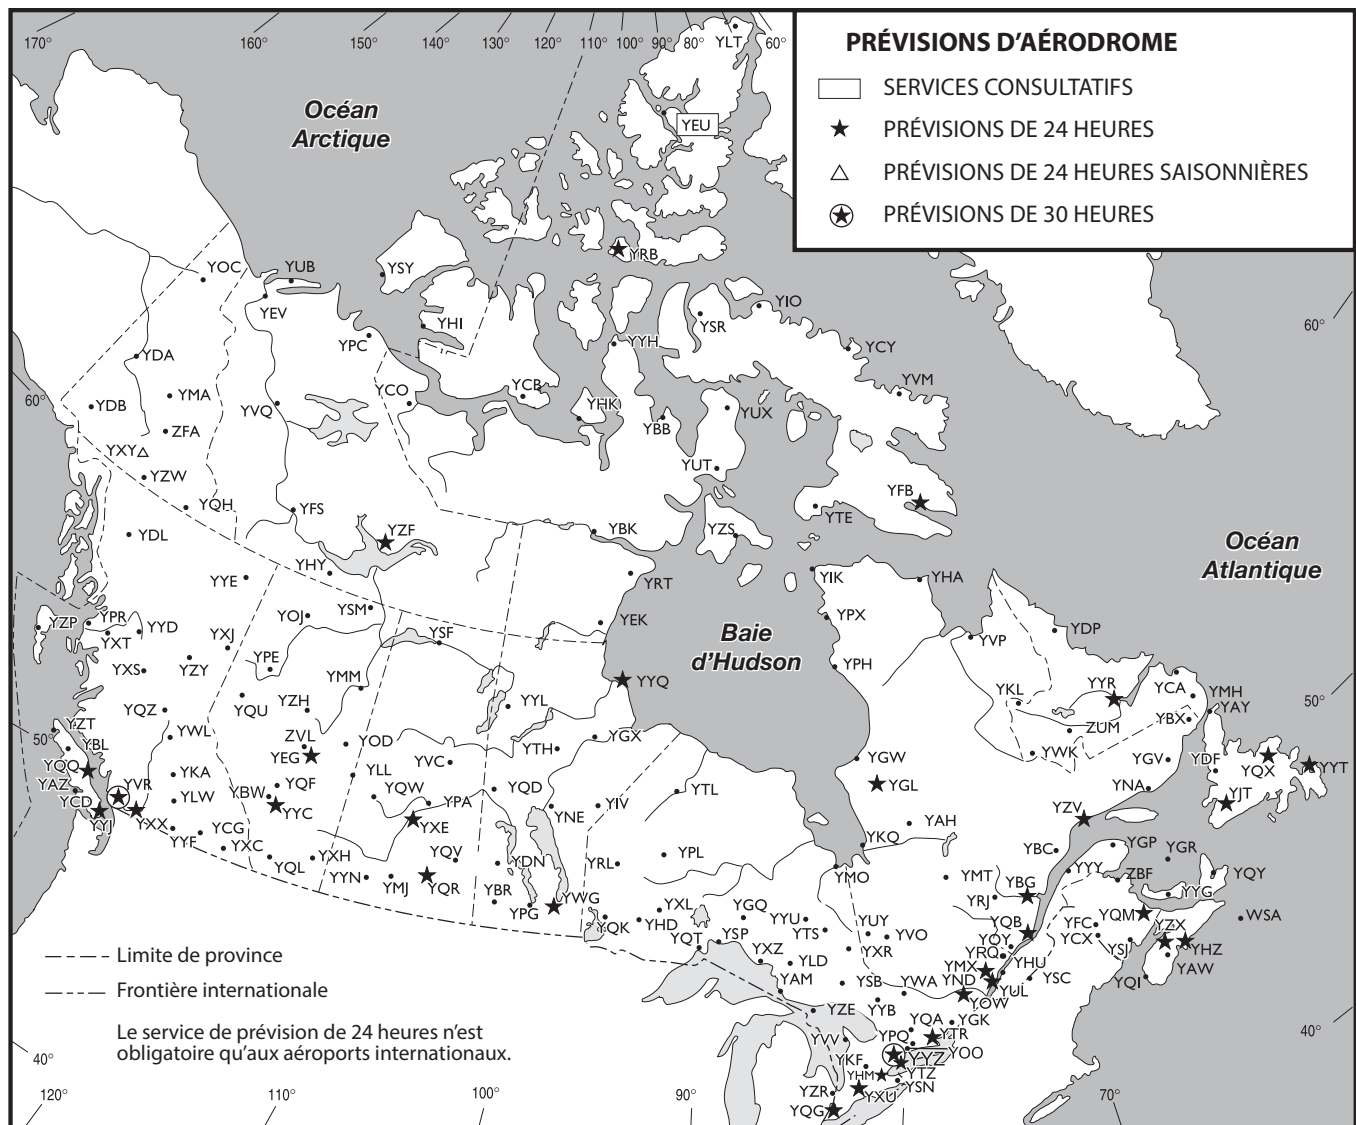 170°
160°
150°
140°
130°
120°
110°
100°
90°
80°
60°
YLT
PRÉVISIONS D'AÉRODROME
SERVICES CONSULTATIFS
PRÉVISIONS DE 24 HEURES
PRÉVISIONS DE 24 HEURES SAISONNIÈRES
PRÉVISIONS DE 30 HEURES
Océan
Arctique
YEU
YRB
YOC
YUB
YSY
YEV
YHI
YPC
YIO
YSR
YYH
YCY
60°
YDA
YMA
YDB
60°
YVQ
YCO
YCB
YHK
YBB
YUX
YVM
ZFA
YXY
YZW
YUT
YQH
YFS
YFB
YTE
YDL
YZF
YBK
YZS
Océan
Atlantique
YYE
YHY
YRT
YIK
YHA
YOJ
YSM
YPX
YEK
YZP
YPR
YXT
YYD
YXJ
YSF
Baie
d'Hudson
YVP
YDP
YXS
YZY
YPE
YMM
YYQ
YPH
YKL
YYR
YCA
YMH
YAY
50°
YQZ
YQU
YZH
YYL
YBX
ZUM
YZT
YBL
50°
YWL
ZVL
YEG
YOD
YTH
YGX
YGW
YWK
YGV
YDF
YQX
YYT
YQQ
YKA
YLL
YVC
YAZ
YVR
YLW
YBW
YQF
YQW
YQD
YTL
YGL
YNA
YCD
YYC
YPA
YJT
YYJ
YXX
YXE
YNE
YIV
YZV
YAH
YYF
YCG
YXC
YKQ
YBC
YGP
YGR
YQL
YXH
YQV
YDN
YRL
YPL
YMO
YMT
YYY
ZBF
YQY
YYN
YMJ
YQR
YBR
YBG
YYG
YPG
YWG
YXL
YGQ
YRJ
YQM
YQK
YHD
YYU
YUY
YQB
YFC
YZX
WSA
YQT
YSP
YTS
YVO
YQY
YCX
YSJ
YHZ
YXZ
YXR
YRQ
YLD
YMX
YHU
YAW
YAM
YSB
YWA
YND
YUL
YSC
YQI
YZE
YYB
YOW
YQA
YGK
YVV
YPQ
YTR
40°
YKF
YYZ
YOO
YHM
YTZ
YSN
YZR
YXU
YQG
Limite de province
Frontière internationale
Le service de prévision de 24 heures n'est
obligatoire qu'aux aéroports internationaux.
40°
120°
110°
100°
90°
70°